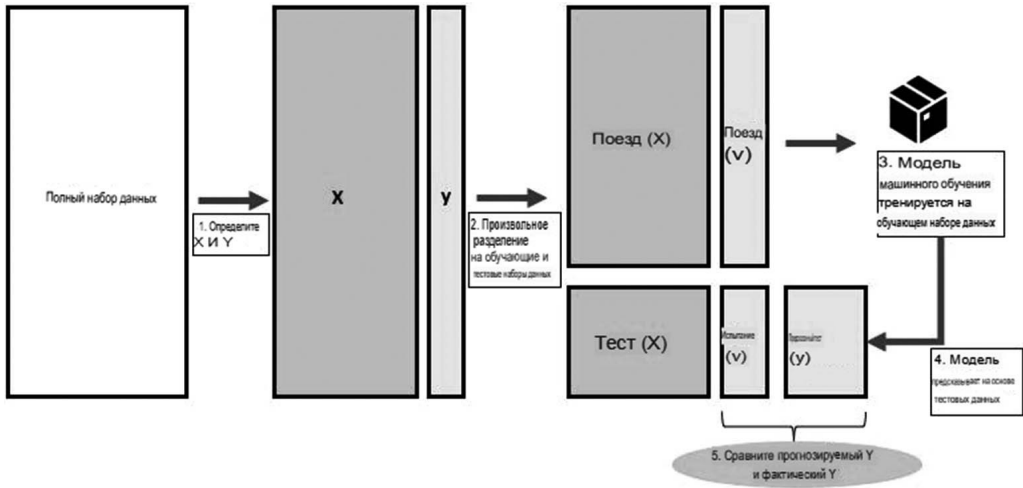 Полный набор данных
1. Определите
X И Y
X
y
2. Произвольное
разделение
на обучающие и
тестовые наборы данных
Поезд (X)
Поезд
(v)
3. Модель
машинного обучения
тренируется на
обучающем наборе данных
Тест (X)
Испытание
(v)
(y)
4. Модель
предсказывает на основе
тестовых данных
5. Сравните прогнозируемый Y
и фактический Y